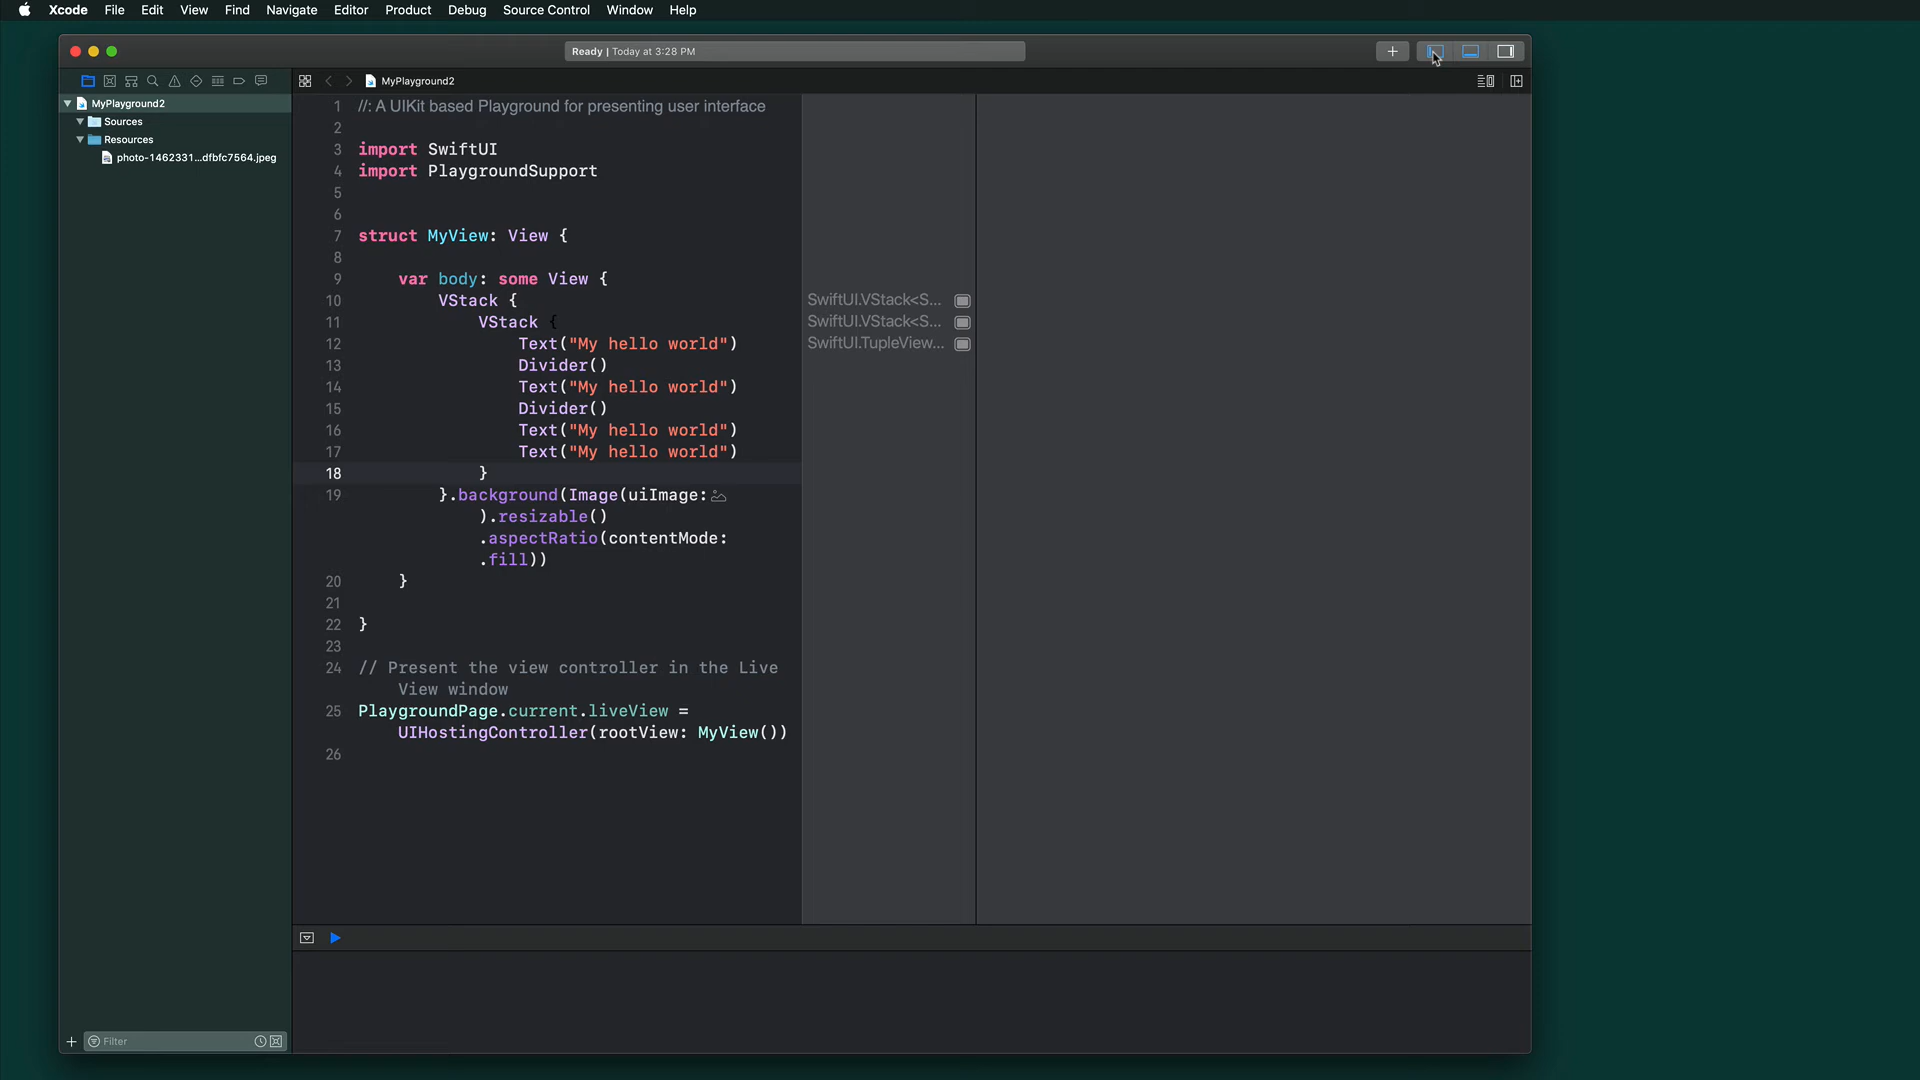 Xcode File Edit View Find Navigate Editor Product Debug Source Control Window Help
Ready | Today at 3:28 PM
MyPlayground2
MyPlayground2
Sources
Resources
photo-1462331...dfbfc7564.jpeg
1 //: A UIKit based Playground for presenting user interface
2
3 import SwiftUI
4 import PlaygroundSupport
5
6
7 struct MyView: View {
8
9 var body: some View {
10 VStack {
SwiftUI.VStack<S...
11 VStack {
SwiftUI.VStack<S...
12 Text("My hello world")
SwiftUI.TupleView...
13 Divider()
14 Text("My hello world")
15 Divider()
16 Text("My hello world")
17 Text("My hello world")
18 }
19 }.background(Image(uiImage:
).resizable()
.aspectRatio(contentMode:
.fill))
20 }
21
22 }
23
24 // Present the view controller in the Live
View window
25 PlaygroundPage.current.liveView =
UIHostingController(rootView: MyView())
26
Filter